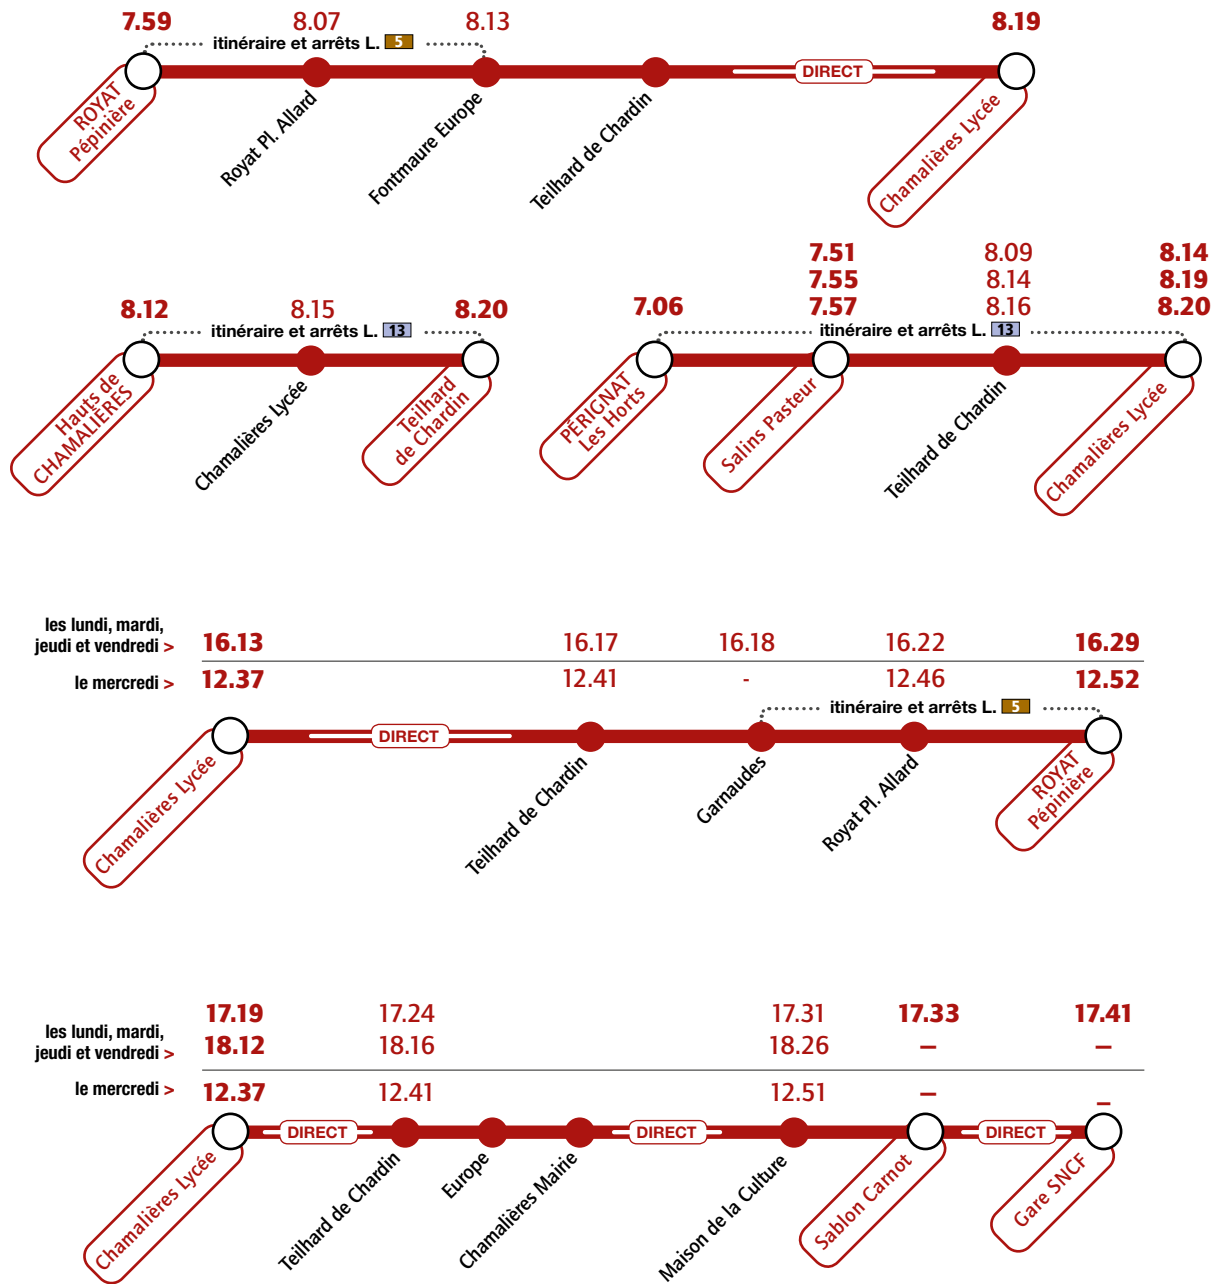 7.59 8.07 8.13 8.19
itinéraire et arrêts L. 5
DIRECT
ROYAT
Pépinière
Royat Pl. Allard
Fontmaure Europe
Teilhard de Chardin
Chamalières Lycée
8.12 8.15 8.20
itinéraire et arrêts L. 13
Hauts de
CHAMALIÈRES
Chamalières Lycée
Teilhard
de Chardin
7.51 8.09 8.14
7.55 8.14 8.19
7.06 7.57 8.16 8.20
itinéraire et arrêts L. 13
PÉRIGNAT
Les Horts
Salins Pasteur
Teilhard de Chardin
Chamalières Lycée
les lundi, mardi,
jeudi et vendredi > 16.13 16.17 16.18 16.22 16.29
le mercredi > 12.37 12.41 - 12.46 12.52
itinéraire et arrêts L. 5
DIRECT
Chamalières Lycée
Teilhard de Chardin
Garnaudes
Royat Pl. Allard
ROYAT
Pépinière
17.19 17.24 17.31 17.33 17.41
les lundi, mardi,
jeudi et vendredi > 18.12 18.16 18.26 – –
le mercredi > 12.37 12.41 12.51 – –
DIRECT DIRECT DIRECT
Chamalières Lycée
Teilhard de Chardin
Europe
Chamalières Mairie
Maison de la Culture
Sablon Carnot
Gare SNCF